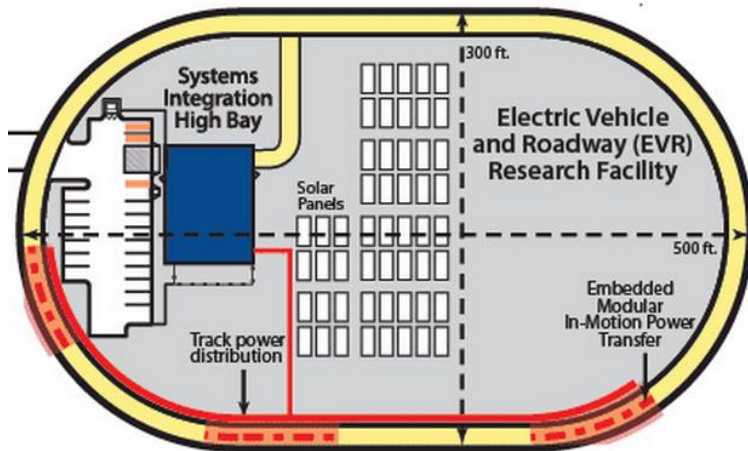 Systems
Integration
High Bay
300 ft.
Electric Vehicle
and Roadway (EVR)
Research Facility
Solar
Panels
500 ft.
Embedded
Modular
In-Motion Power
Transfer
Track power
distribution